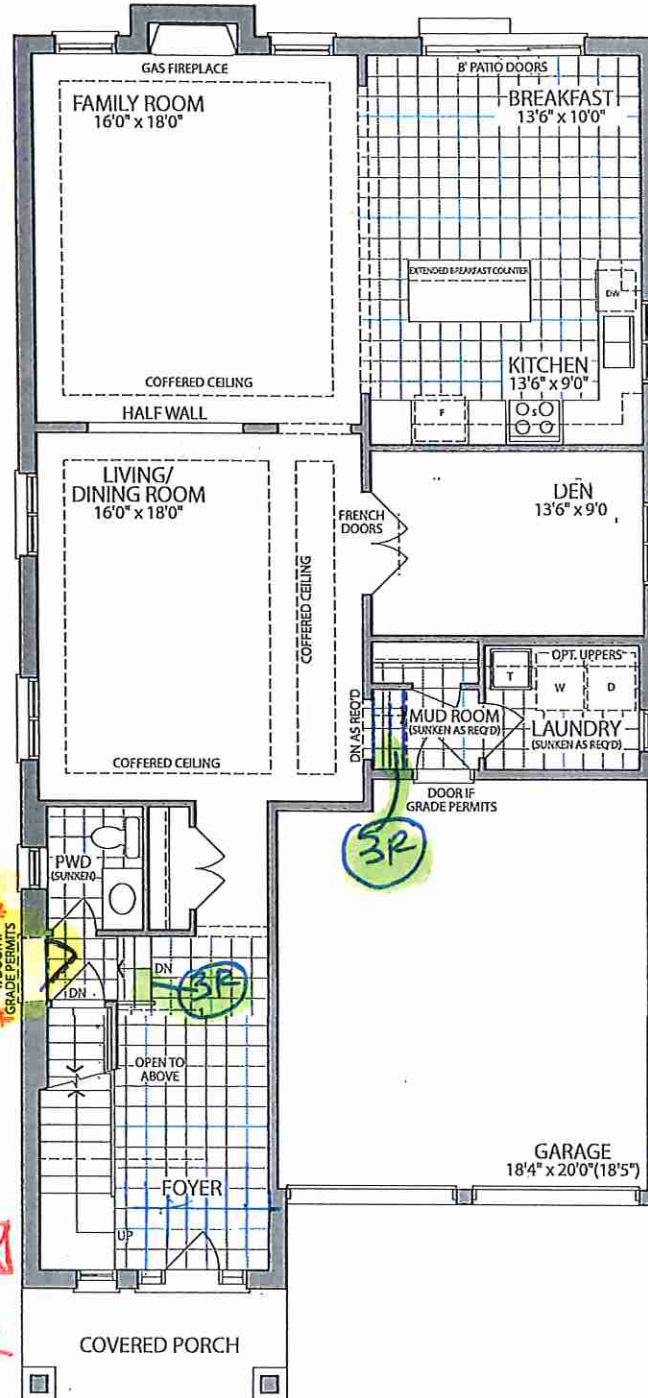 GAS FIREPLACE
8' PATIO DOORS
FAMILY ROOM
16'0" x 18'0"
BREAKFAST
13'6" x 10'0"
EXTENDED BREAKFAST COUNTER
DW
KITCHEN
13'6" x 9'0"
COFFERED CEILING
HALF WALL
F
S
LIVING/
DINING ROOM
16'0" x 18'0"
FRENCH
DOORS
DEN
13'6" x 9'0
COFFERED CEILING
OPT. UPPERS
T
W
D
DN AS REQ'D
MUD ROOM
(SUNKEN AS REQ'D)
LAUNDRY
(SUNKEN AS REQ'D)
COFFERED CEILING
DOOR IF
GRADE PERMITS
3R
PWD
(SUNKEN)
GRADE PERMITS
DN
DN
3R
OPEN TO
ABOVE
GARAGE
18'4" x 20'0"(18'5")
FOYER
UP
COVERED PORCH